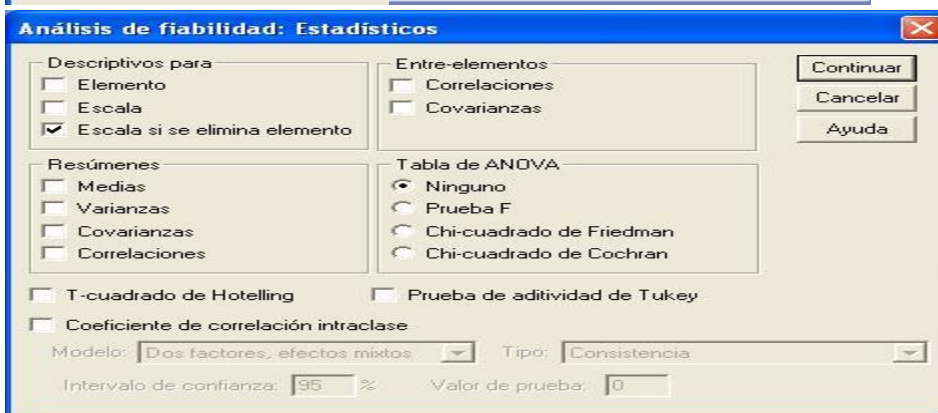 Análisis de fiabilidad: Estadísticos
Descriptivos para
Elemento
Escala
Escala si se elimina elemento
Entre-elementos
Correlaciones
Covarianzas
Continuar
Cancelar
Ayuda
Resúmenes
Medias
Varianzas
Covarianzas
Correlaciones
Tabla de ANOVA
Ninguno
Prueba F
Chi-cuadrado de Friedman
Chi-cuadrado de Cochran
T-cuadrado de Hotelling
Prueba de aditividad de Tukey
Coeficiente de correlación intraclase
Modelo: Dos factores, efectos mixtos Tipo: Consistencia
Intervalo de confianza: 95 % Valor de prueba: 0